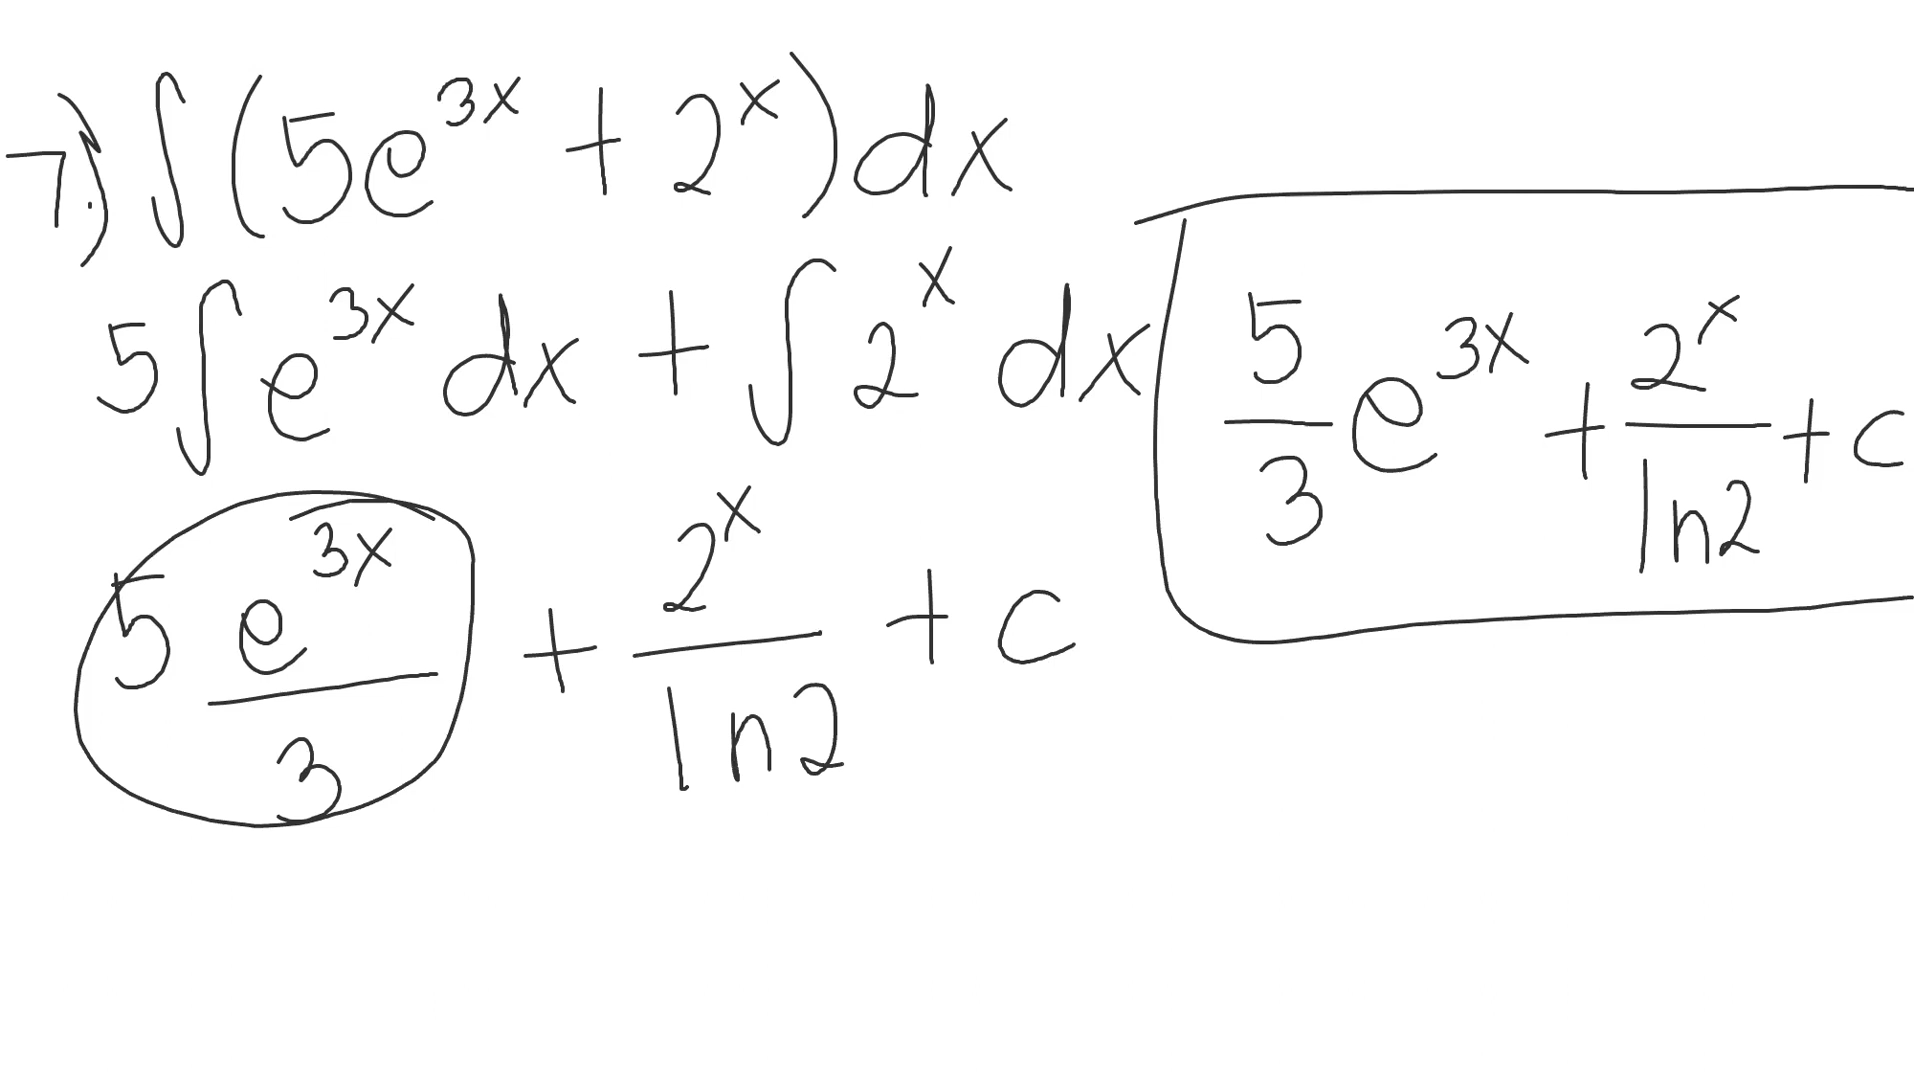 7.) ∫(5e^{3x} + 2^x)dx
5∫e^{3x} dx + ∫2^x dx
5 e^{3x}/3 + 2^x/ln2 + c
5/3 e^{3x} + 2^x/ln2 + c